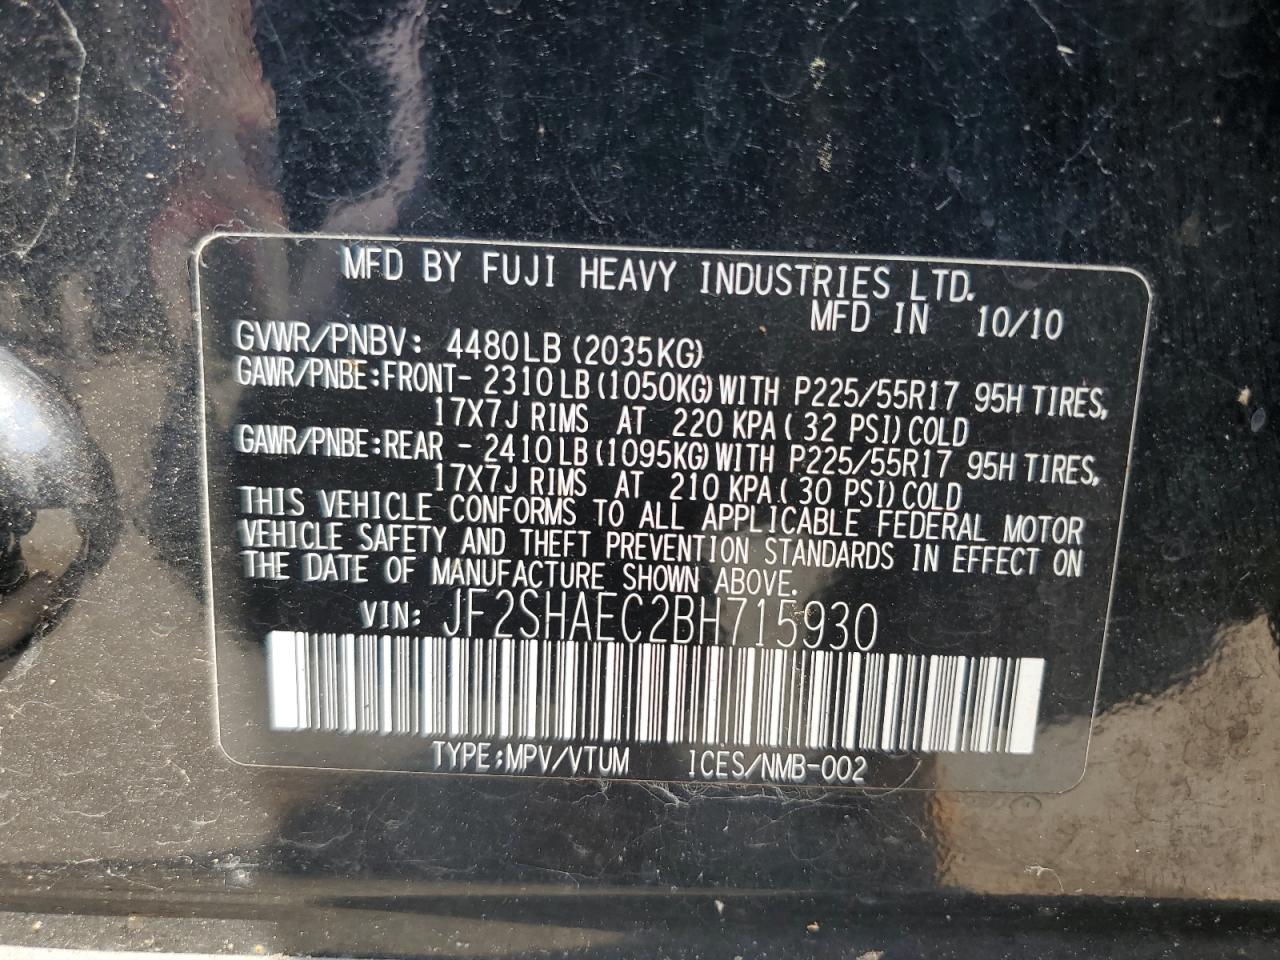 MFD BY FUJI HEAVY INDUSTRIES LTD.
MFD IN 10/10
GVWR/PNBV: 4480LB (2035KG)
GAWR/PNBE:FRONT- 2310LB (1050KG) WITH P225/55R17 95H TIRES,
17X7J RIMS AT 220 KPA ( 32 PSI) COLD
GAWR/PNBE:REAR - 2410LB (1095KG) WITH P225/55R17 95H TIRES,
17X7J RIMS AT 210 KPA ( 30 PSI) COLD
THIS VEHICLE CONFORMS TO ALL APPLICABLE FEDERAL MOTOR
VEHICLE SAFETY AND THEFT PREVENTION STANDARDS IN EFFECT ON
THE DATE OF MANUFACTURE SHOWN ABOVE.
VIN: JF2SHAEC2BH715930
TYPE:MPV/VTUM ICES/NMB-002